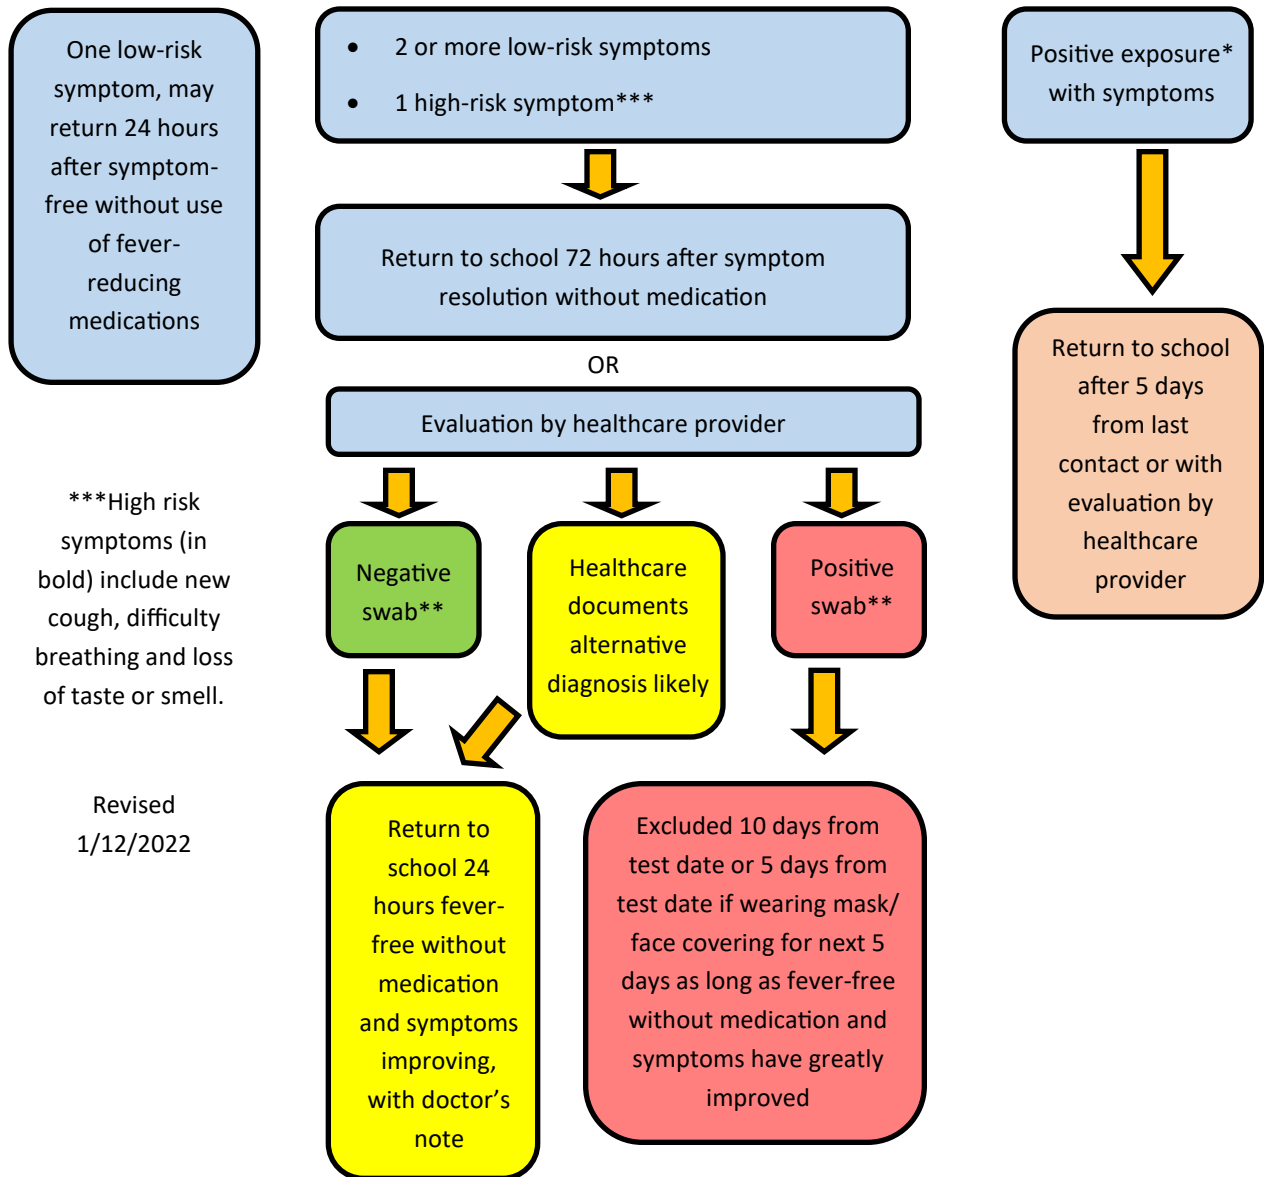 One low-risk
symptom, may
return 24 hours
after symptom-
free without use
of fever-
reducing
medications
• 2 or more low-risk symptoms
• 1 high-risk symptom***
Positive exposure*
with symptoms
Return to school 72 hours after symptom
resolution without medication
OR
Evaluation by healthcare provider
Return to school
after 5 days
from last
contact or with
evaluation by
healthcare
provider
***High risk
symptoms (in
bold) include new
cough, difficulty
breathing and loss
of taste or smell.
Negative
swab**
Healthcare
documents
alternative
diagnosis likely
Positive
swab**
Revised
1/12/2022
Return to
school 24
hours fever-
free without
medication
and symptoms
improving,
with doctor’s
note
Excluded 10 days from
test date or 5 days from
test date if wearing mask/
face covering for next 5
days as long as fever-free
without medication and
symptoms have greatly
improved